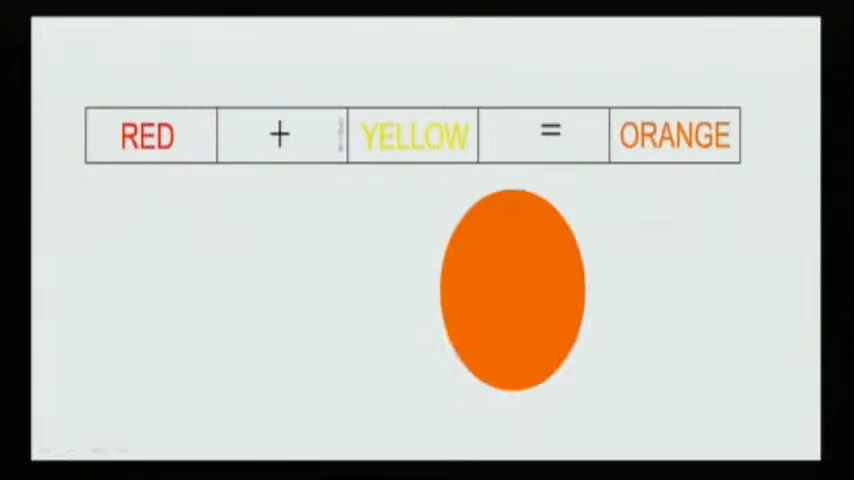 RED + YELLOW = ORANGE